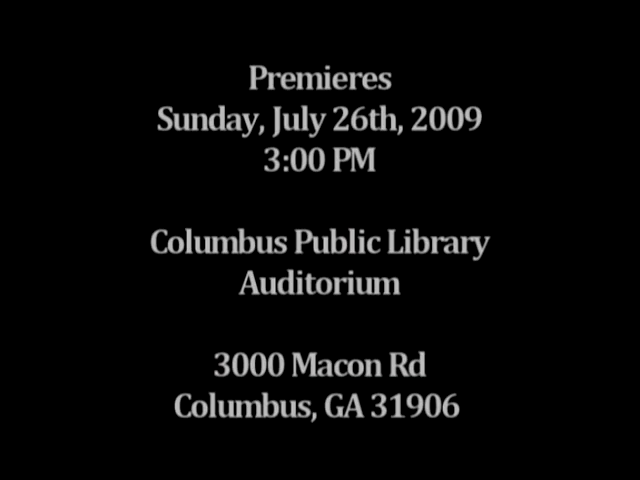 Premieres
Sunday, July 26th, 2009
3:00 PM
Columbus Public Library
Auditorium
3000 Macon Rd
Columbus, GA 31906